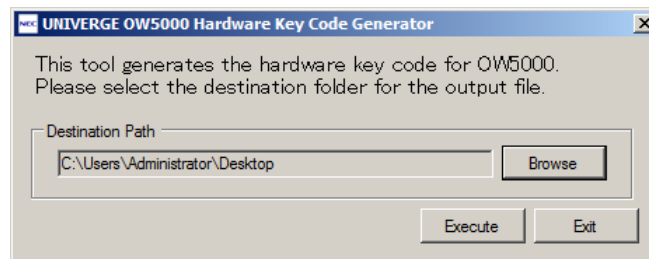 NEC UNIVERGE OW5000 Hardware Key Code Generator
This tool generates the hardware key code for OW5000.
Please select the destination folder for the output file.
Destination Path
C:\Users\Administrator\Desktop
Browse
Execute
Exit